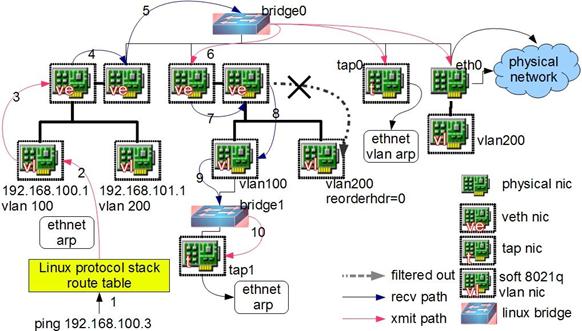 5
bridge0
4
6
tap0
eth0
physical
network
ve
ve
ve
ve
t
3
7
8
ethnet
vlan arp
vlan200
2
vl
vl
vl
vl
vl
192.168.100.1
vlan 100
192.168.101.1
vlan 200
9
vlan100
vlan200
reorderhdr=0
physical nic
ethnet
arp
bridge1
10
ve
veth nic
t
tap nic
Linux protocol stack
route table
t
tap1
filtered out
vl
soft 8021q
vlan nic
1
ethnet
arp
recv path
ping 192.168.100.3
xmit path
linux bridge